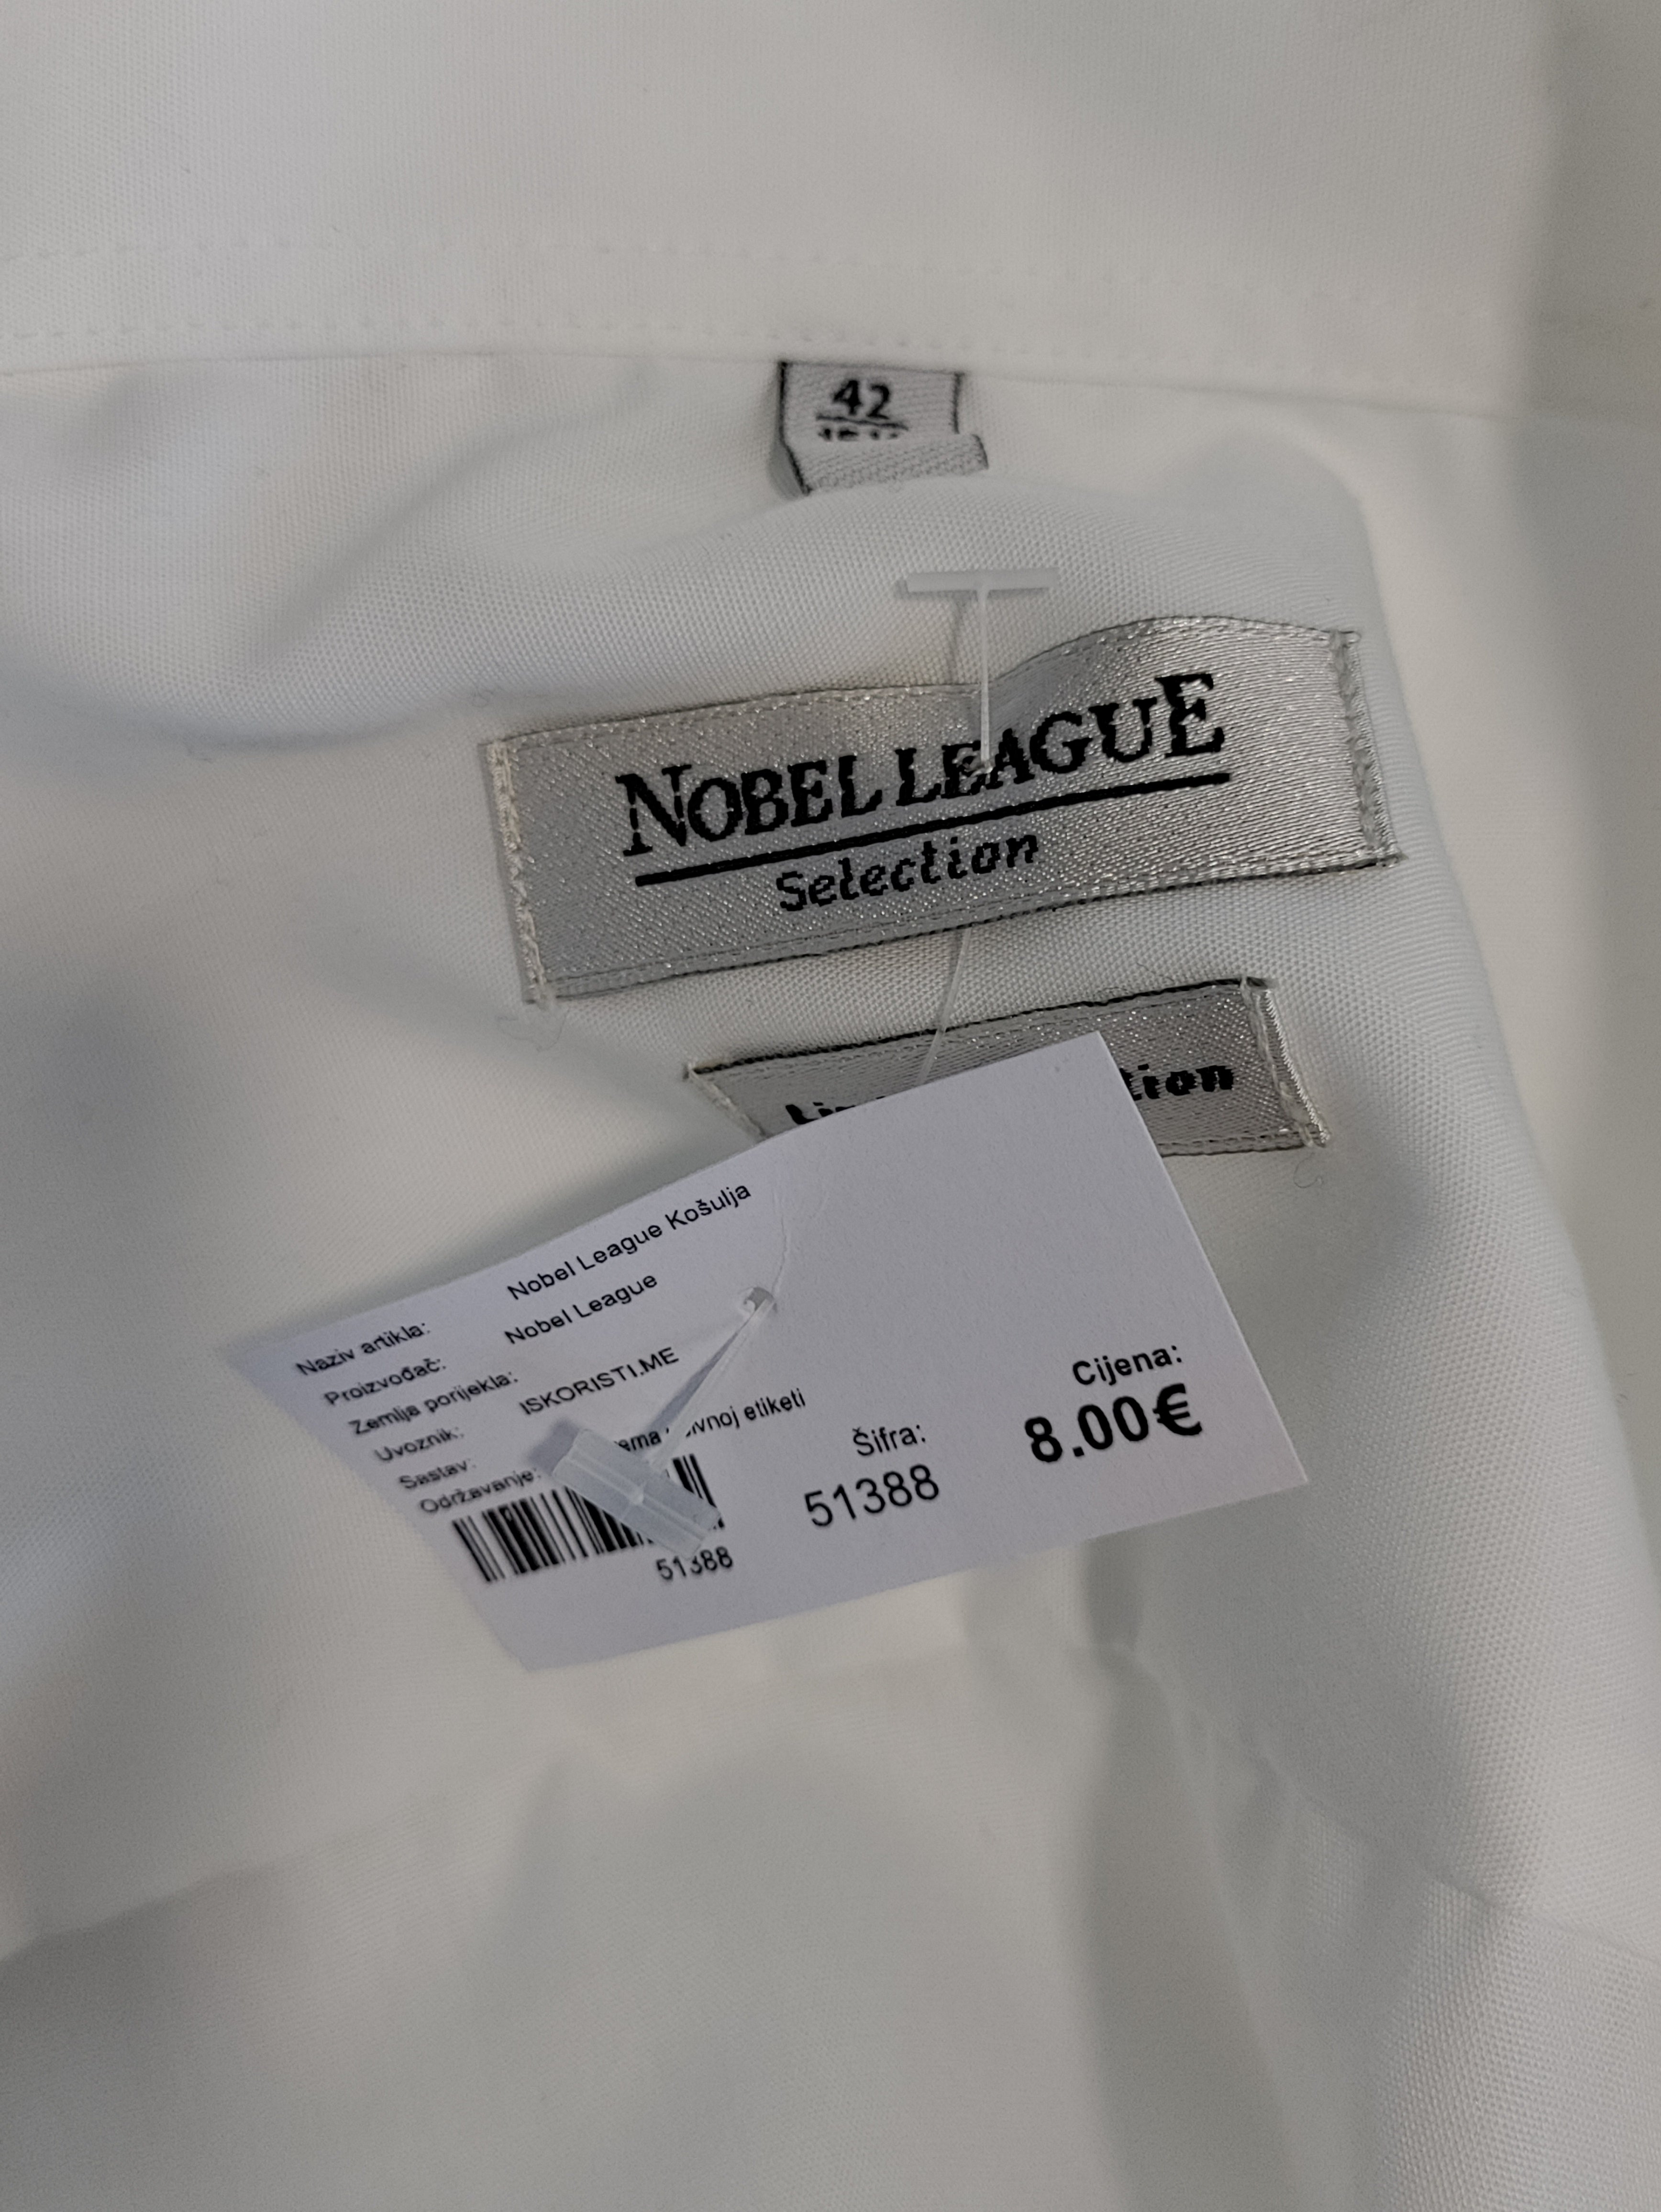 42
NOBEL LEAGUE
Selection
Naziv artikla: Nobel League Košulja
Proizvođač: Nobel League
Zemlja porijekla:
Uvoznik: ISKORISTI.ME
Sastav:
Održavanje: etiketi
Šifra:
51388
Cijena:
8.00€
51388